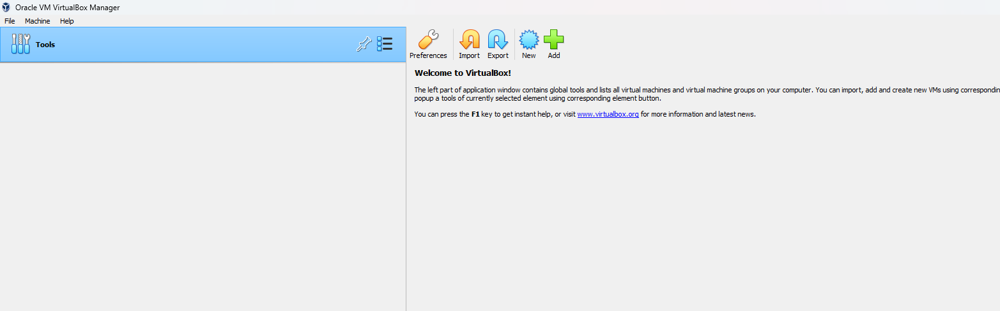 Oracle VM VirtualBox Manager
File Machine Help
Tools
Preferences Import Export New Add
Welcome to VirtualBox!
The left part of application window contains global tools and lists all virtual machines and virtual machine groups on your computer. You can import, add and create new VMs using correspondin
popup a tools of currently selected element using corresponding element button.
You can press the F1 key to get instant help, or visit www.virtualbox.org for more information and latest news.